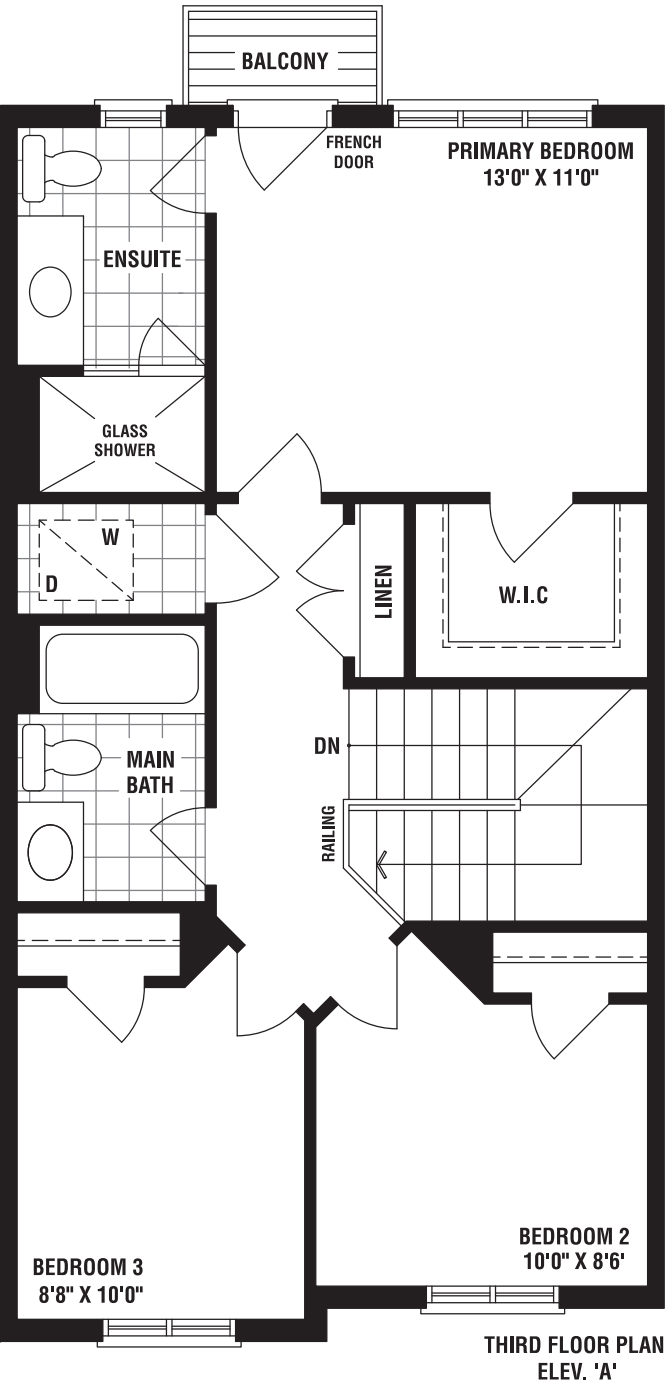 BALCONY
FRENCH
DOOR
PRIMARY BEDROOM
13'0" X 11'0"
ENSUITE
GLASS
SHOWER
W
D
LINEN
W.I.C
DN
MAIN
BATH
RAILING
BEDROOM 2
10'0" X 8'6'
BEDROOM 3
8'8" X 10'0"
THIRD FLOOR PLAN
ELEV. 'A'